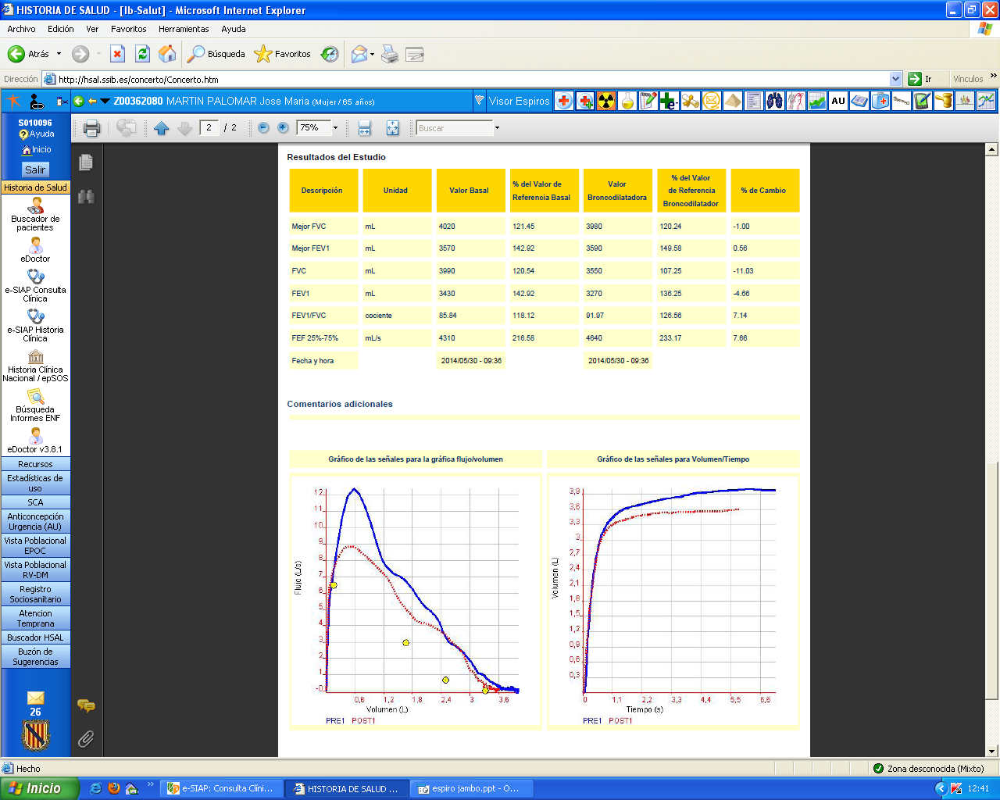 HISTORIA DE SALUD - [Ib-Salut] - Microsoft Internet Explorer
Archivo Edición Ver Favoritos Herramientas Ayuda
Atrás Búsqueda Favoritos
Dirección http://hsal.ssib.es/concerto/Concerto.htm Ir Vínculos »
Z00362080 MARTIN PALOMAR Jose Maria (Mujer / 65 años) Visor Espiros AU
S010096
Ayuda
Inicio
Salir
2 / 2 75% Buscar
Historia de Salud
Buscador de
pacientes
eDoctor
e-SIAP Consulta
Clínica
e-SIAP Historia
Clínica
Historia Clínica
Nacional / epSOS
Búsqueda
Informes ENF
eDoctor v3.8.1
Recursos
Estadísticas de
uso
SCA
Anticoncepción
Urgencia (AU)
Vista Poblacional
EPOC
Vista Poblacional
RV-DM
Registro
Sociosanitario
Atencion
Temprana
Buscador HSAL
Buzón de
Sugerencias
26
Resultados del Estudio
Descripción Unidad Valor Basal % del Valor de Referencia Basal Valor Broncodilatadora % del Valor de Referencia Broncodilatador % de Cambio
Mejor FVC mL 4020 121.45 3980 120.24 -1.00
Mejor FEV1 mL 3570 142.92 3590 149.58 0.56
FVC mL 3990 120.54 3550 107.25 -11.03
FEV1 mL 3430 142.92 3270 136.25 -4.66
FEV1/FVC cociente 85.84 118.12 91.97 126.56 7.14
FEF 25%-75% mL/s 4310 216.58 4640 233.17 7.66
Fecha y hora 2014/05/30 - 09:36 2014/05/30 - 09:36
Comentarios adicionales
Gráfico de las señales para la gráfica flujo/volumen
12
11
10
9
8
7
6
5
4
3
2
1
-0
Flujo (L/s)
0,6 1,2 1,8 2,4 3 3,6
Volumen (L)
PRE1 POST1
Gráfico de las señales para Volumen/Tiempo
3,9
3,6
3,3
3
2,7
2,4
2,1
1,8
1,5
1,2
0,9
0,6
0,3
Volumen (L)
0 1,1 2,2 3,3 4,4 5,5 6,6
Tiempo (s)
PRE1 POST1
Hecho Zona desconocida (Mixto)
Inicio » e-SIAP: Consulta Clíni... HISTORIA DE SALUD ... espiro jambo.ppt - O... 12:41